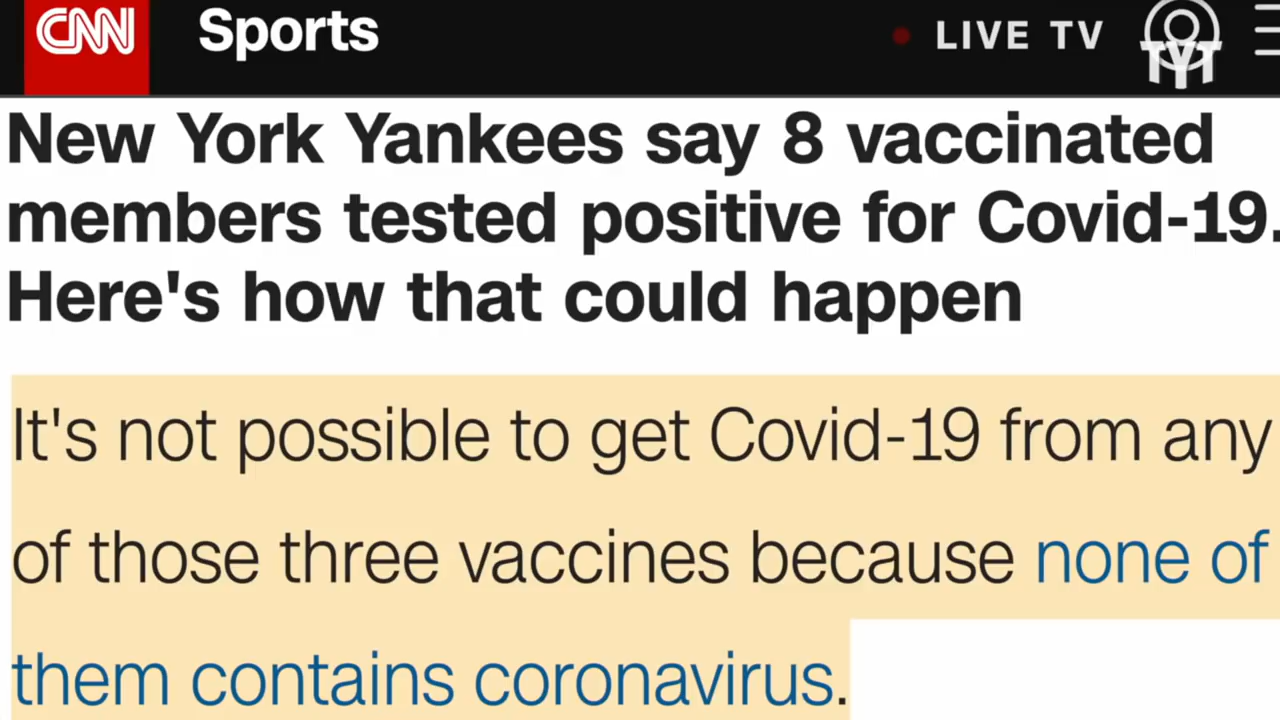 CNN Sports LIVE TV TYT
New York Yankees say 8 vaccinated
members tested positive for Covid-19.
Here's how that could happen
It's not possible to get Covid-19 from any
of those three vaccines because none of
them contains coronavirus.